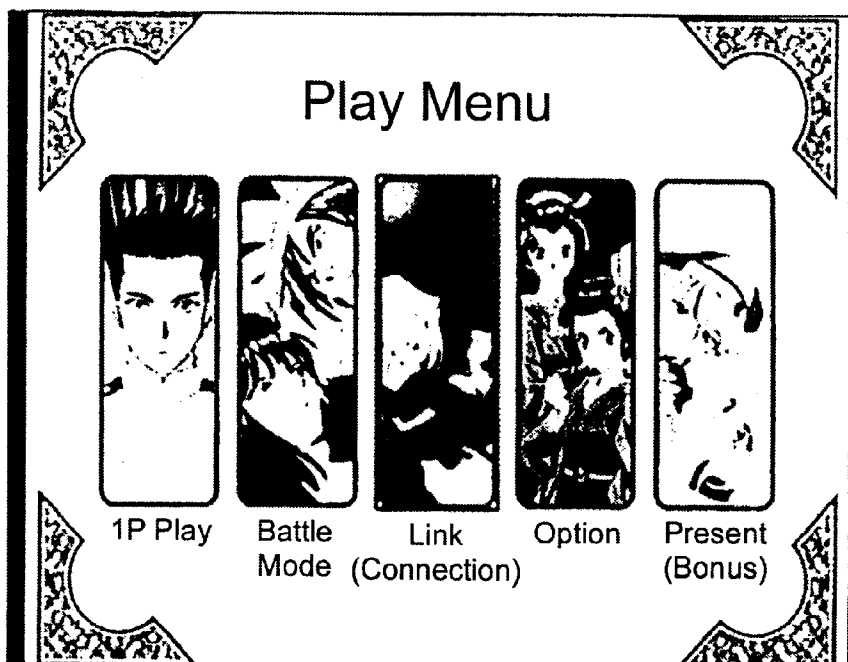 Play Menu
1P Play
Battle
Mode
Link
(Connection)
Option
Present
(Bonus)